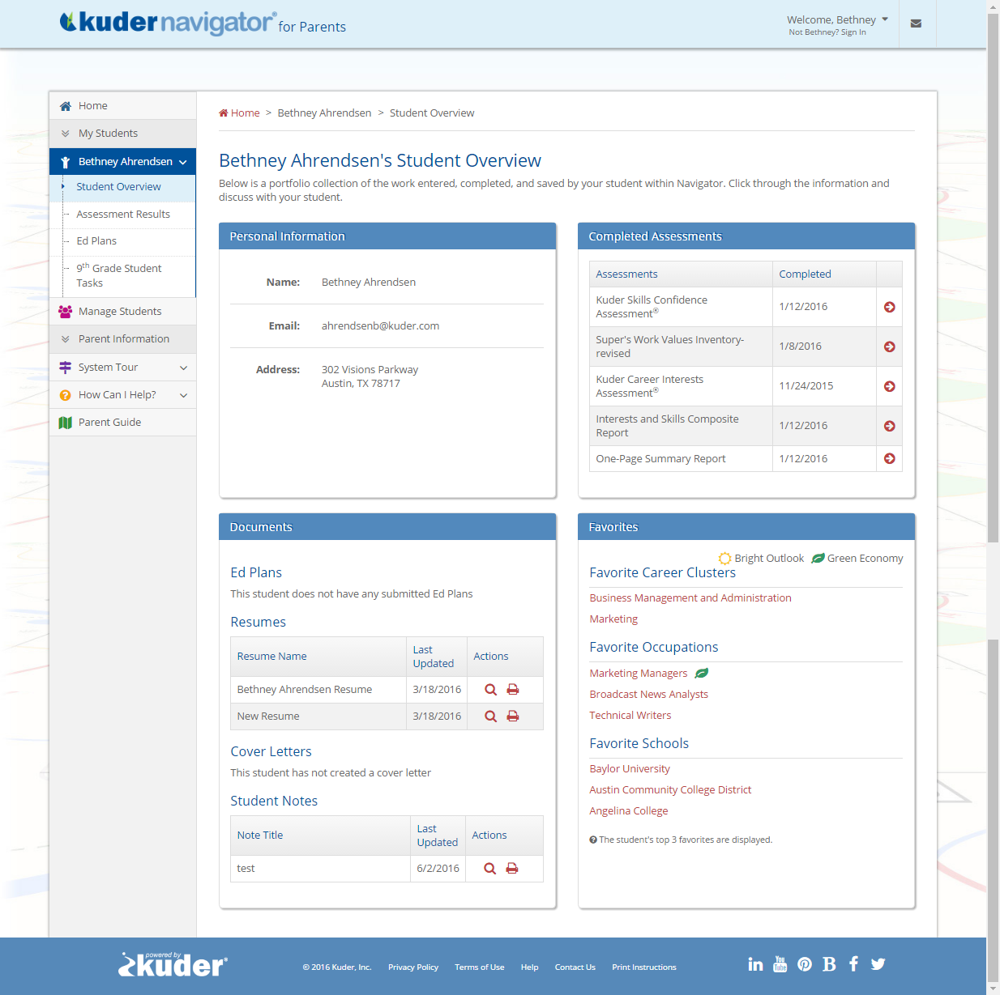 kuder navigator® for Parents
Welcome, Bethney
Not Bethney? Sign In
Home
My Students
Bethney Ahrendsen
Student Overview
Assessment Results
Ed Plans
9th Grade Student
Tasks
Manage Students
Parent Information
System Tour
How Can I Help?
Parent Guide
Home > Bethney Ahrendsen > Student Overview
Bethney Ahrendsen's Student Overview
Below is a portfolio collection of the work entered, completed, and saved by your student within Navigator. Click through the information and
discuss with your student.
Personal Information
Name: Bethney Ahrendsen
Email: ahrendsenb@kuder.com
Address: 302 Visions Parkway
Austin, TX 78717
Completed Assessments
Assessments Completed
Kuder Skills Confidence
Assessment® 1/12/2016
Super's Work Values Inventory-
revised 1/8/2016
Kuder Career Interests
Assessment® 11/24/2015
Interests and Skills Composite
Report 1/12/2016
One-Page Summary Report 1/12/2016
Documents
Ed Plans
This student does not have any submitted Ed Plans
Resumes
Resume Name Last Updated Actions
Bethney Ahrendsen Resume 3/18/2016
New Resume 3/18/2016
Cover Letters
This student has not created a cover letter
Student Notes
Note Title Last Updated Actions
test 6/2/2016
Favorites
Bright Outlook Green Economy
Favorite Career Clusters
Business Management and Administration
Marketing
Favorite Occupations
Marketing Managers
Broadcast News Analysts
Technical Writers
Favorite Schools
Baylor University
Austin Community College District
Angelina College
The student's top 3 favorites are displayed.
powered by
kuder®
© 2016 Kuder, Inc. Privacy Policy Terms of Use Help Contact Us Print Instructions
in You Tube B f